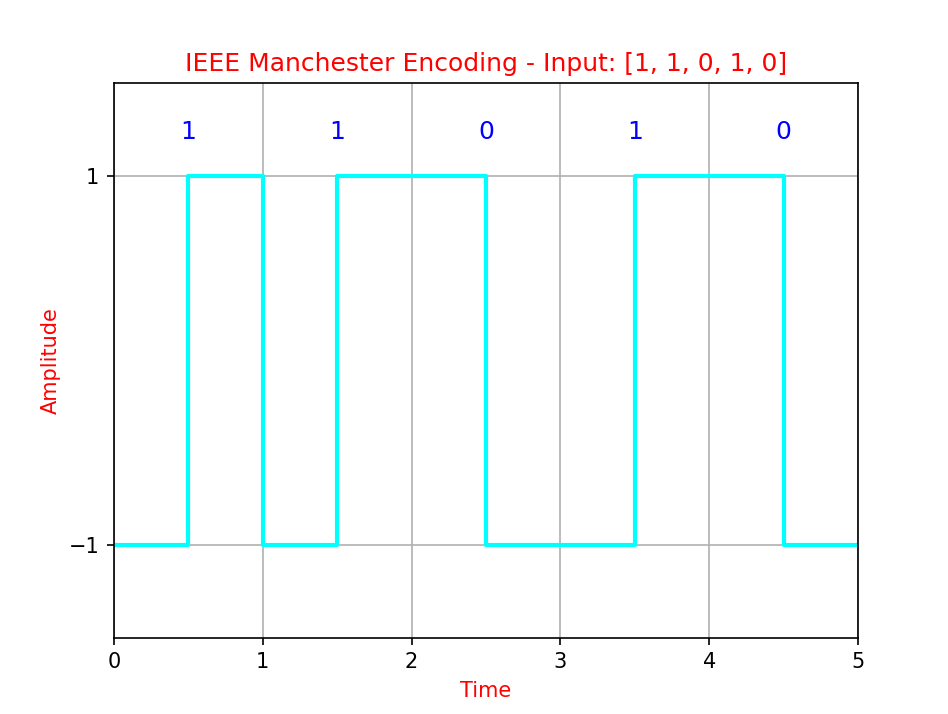 IEEE Manchester Encoding - Input: [1, 1, 0, 1, 0]
1 1 0 1 0
1
Amplitude
−1
0 1 2 3 4 5
Time